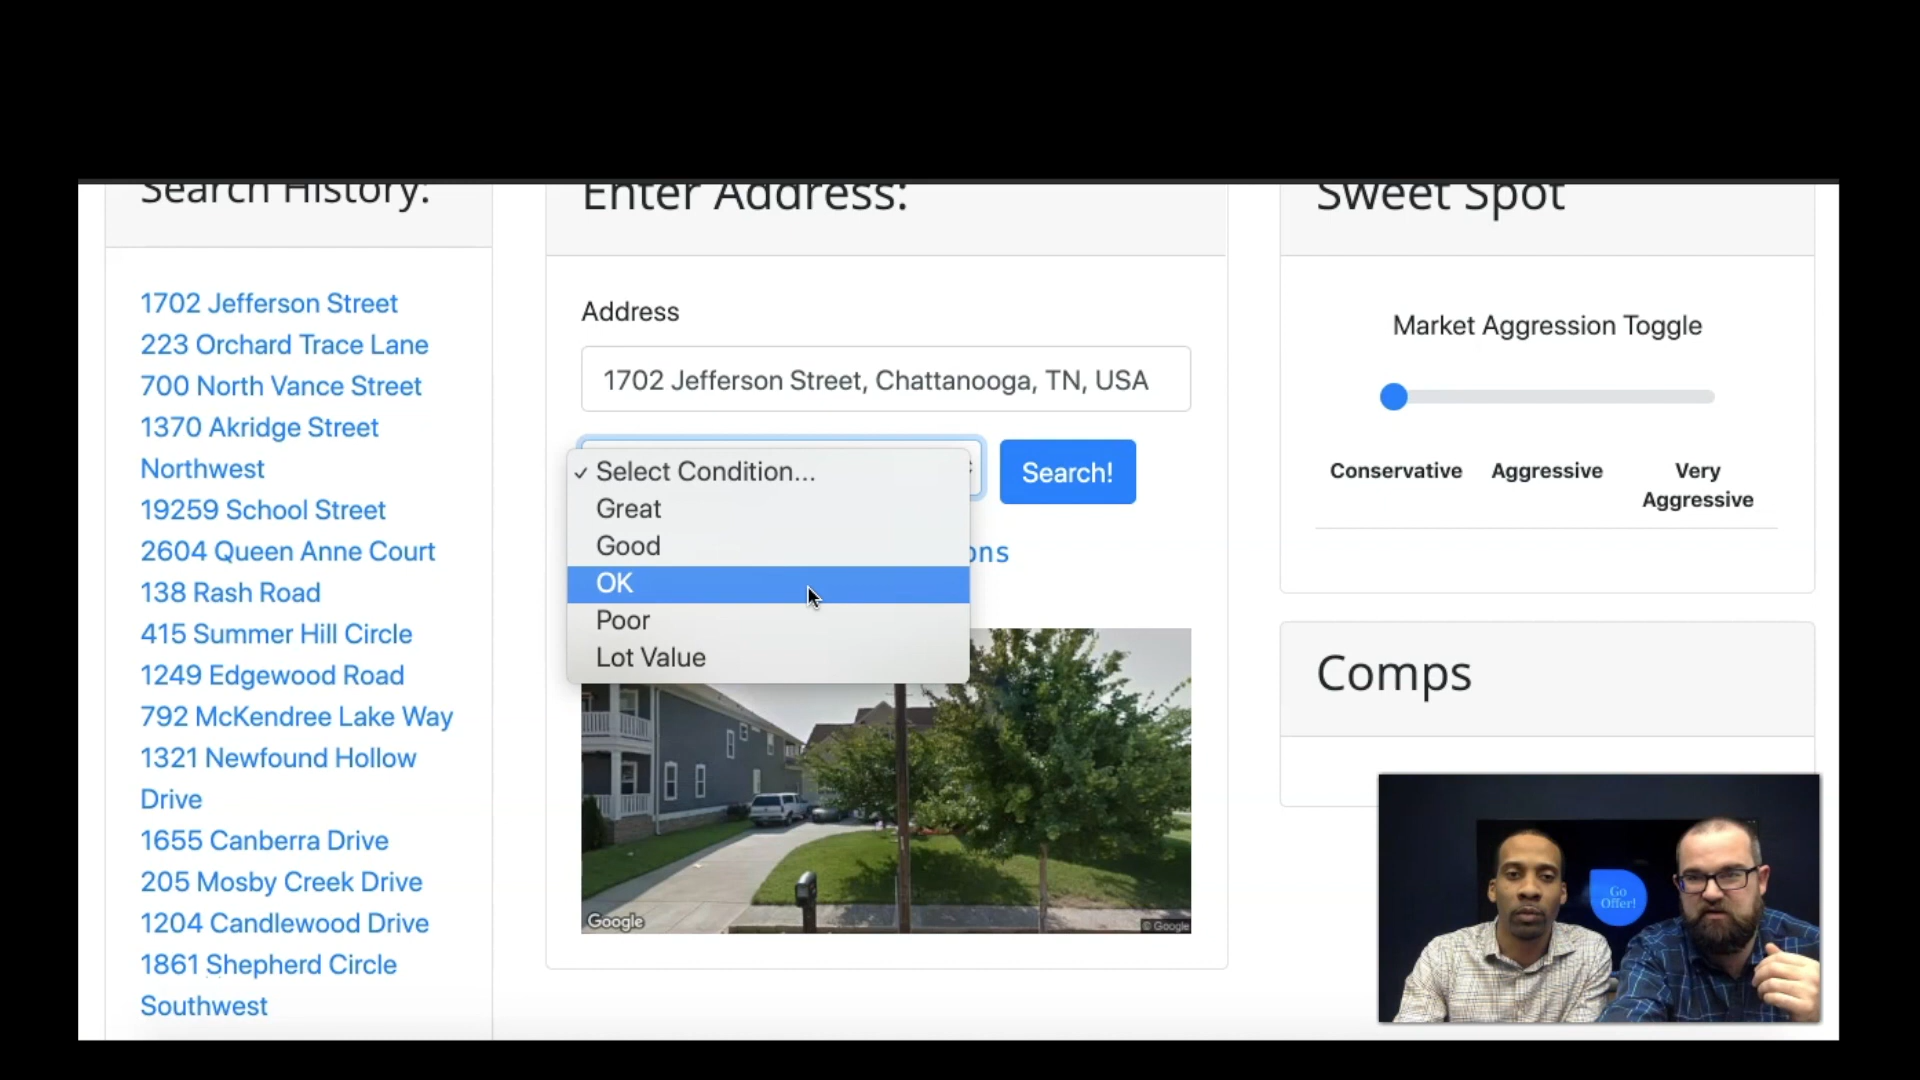 Search History:
1702 Jefferson Street
223 Orchard Trace Lane
700 North Vance Street
1370 Akridge Street
Northwest
19259 School Street
2604 Queen Anne Court
138 Rash Road
415 Summer Hill Circle
1249 Edgewood Road
792 McKendree Lake Way
1321 Newfound Hollow
Drive
1655 Canberra Drive
205 Mosby Creek Drive
1204 Candlewood Drive
1861 Shepherd Circle
Southwest
Enter Address:
Address
1702 Jefferson Street, Chattanooga, TN, USA
✓ Select Condition...
Great
Good
OK
Poor
Lot Value
Search!
ons
Google
© Google
Sweet Spot
Market Aggression Toggle
Conservative Aggressive Very
Aggressive
Comps
Go
Offer!